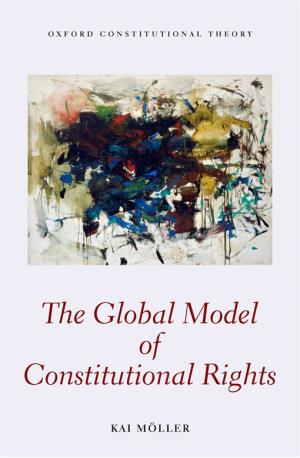 OXFORD CONSTITUTIONAL THEORY
The Global Model
of
Constitutional Rights
KAI MÖLLER